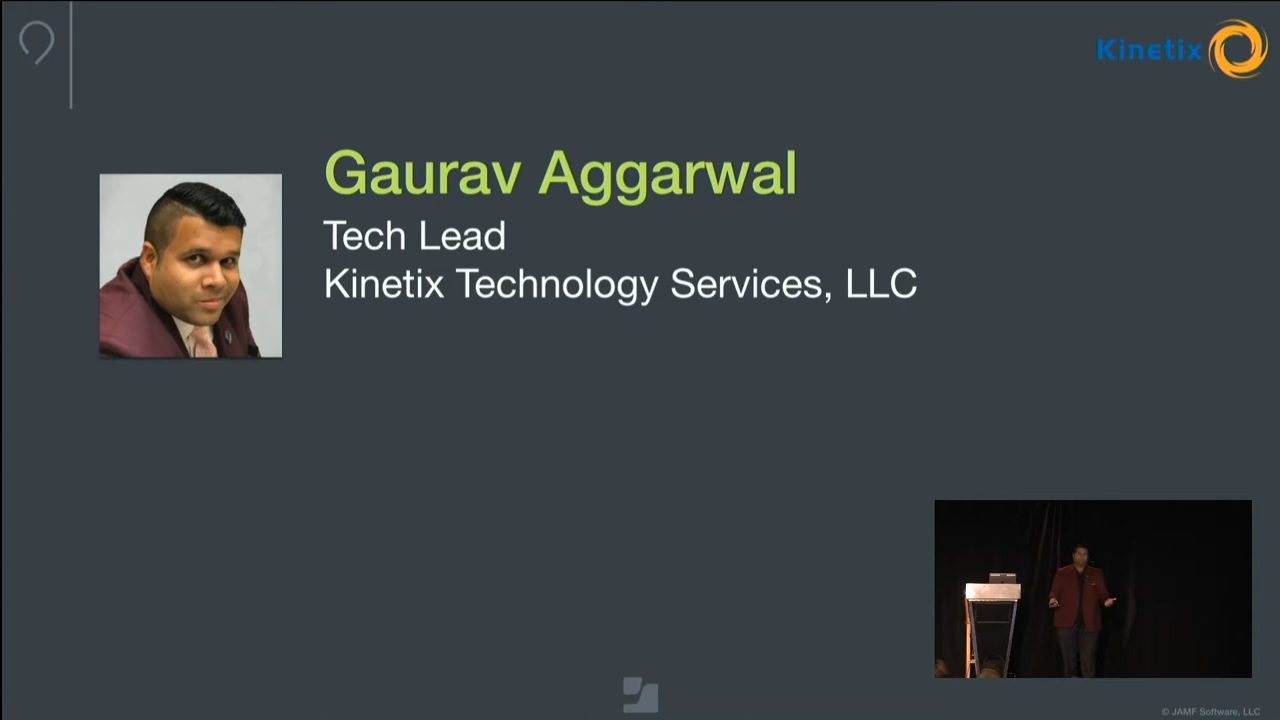 Kinetix
Gaurav Aggarwal
Tech Lead
Kinetix Technology Services, LLC
© JAMF Software, LLC